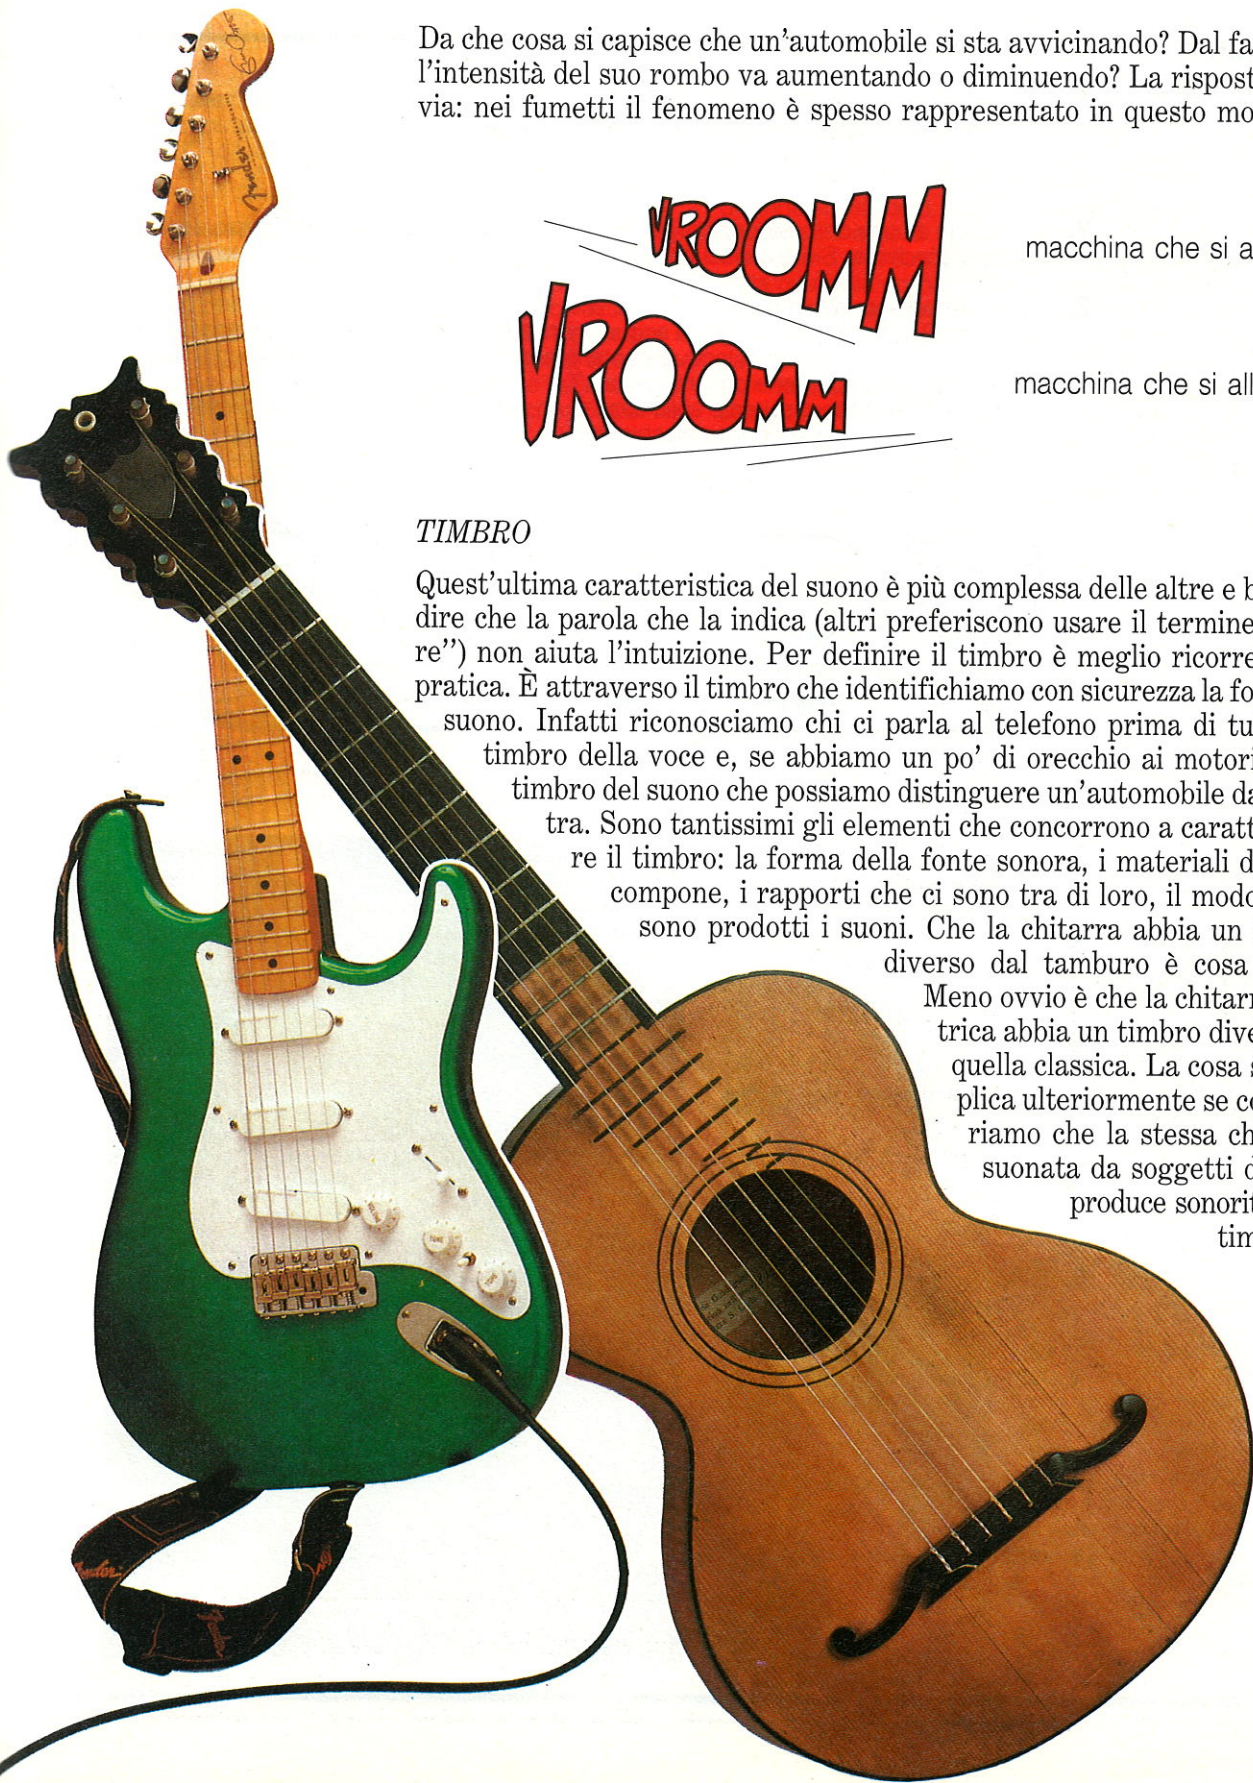 Da che cosa si capisce che un'automobile si sta avvicinando? Dal fa
l'intensità del suo rombo va aumentando o diminuendo? La rispost
via: nei fumetti il fenomeno è spesso rappresentato in questo mo
VROOMM
macchina che si a
VROOMM
macchina che si all
TIMBRO
Quest'ultima caratteristica del suono è più complessa delle altre e b
dire che la parola che la indica (altri preferiscono usare il termine
re") non aiuta l'intuizione. Per definire il timbro è meglio ricorre
pratica. È attraverso il timbro che identifichiamo con sicurezza la fo
suono. Infatti riconosciamo chi ci parla al telefono prima di tu
timbro della voce e, se abbiamo un po' di orecchio ai motori
timbro del suono che possiamo distinguere un'automobile da
tra. Sono tantissimi gli elementi che concorrono a caratt
re il timbro: la forma della fonte sonora, i materiali d
compone, i rapporti che ci sono tra di loro, il modo
sono prodotti i suoni. Che la chitarra abbia un
diverso dal tamburo è cosa
Meno ovvio è che la chitarr
trica abbia un timbro dive
quella classica. La cosa s
plica ulteriormente se co
riamo che la stessa ch
suonata da soggetti d
produce sonorit
tim
Fender
TONE